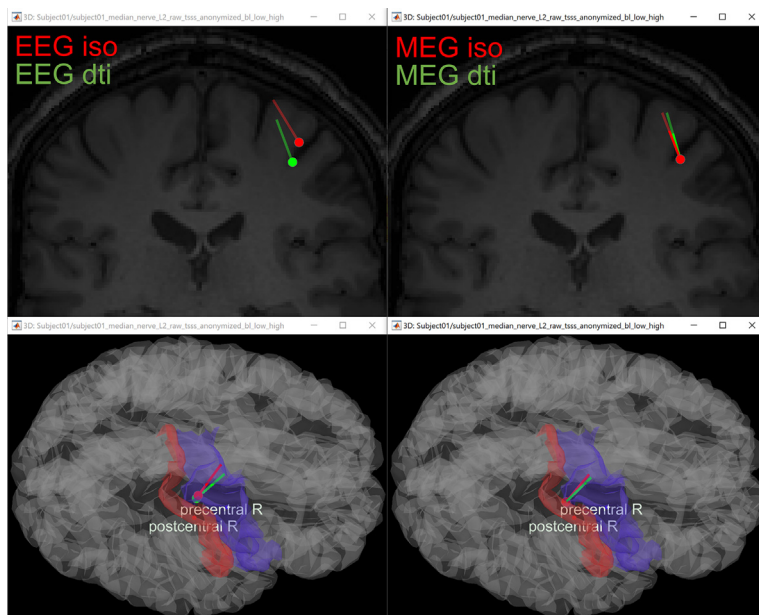 3D: Subject01/subject01_median_nerve_L2_raw_tsss_anonymized_bl_low_high
EEG iso
EEG dti
3D: Subject01/subject01_median_nerve_L2_raw_tsss_anonymized_bl_low_high
MEG iso
MEG dti
3D: Subject01/subject01_median_nerve_L2_raw_tsss_anonymized_bl_low_high
precentral R
postcentral R
3D: Subject01/subject01_median_nerve_L2_raw_tsss_anonymized_bl_low_high
precentral R
postcentral R